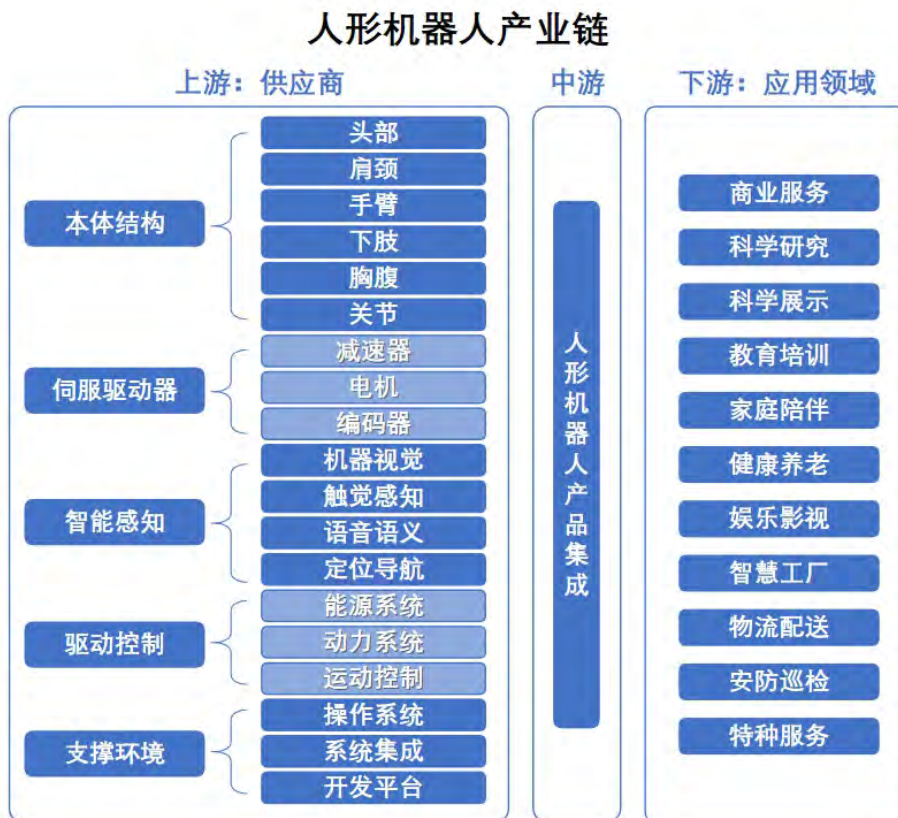 人形机器人产业链
上游：供应商
中游
下游：应用领域
本体结构
头部
肩颈
手臂
下肢
胸腹
关节
伺服驱动器
减速器
电机
编码器
智能感知
机器视觉
触觉感知
语音语义
定位导航
驱动控制
能源系统
动力系统
运动控制
支撑环境
操作系统
系统集成
开发平台
人形机器人产品集成
商业服务
科学研究
科学展示
教育培训
家庭陪伴
健康养老
娱乐影视
智慧工厂
物流配送
安防巡检
特种服务